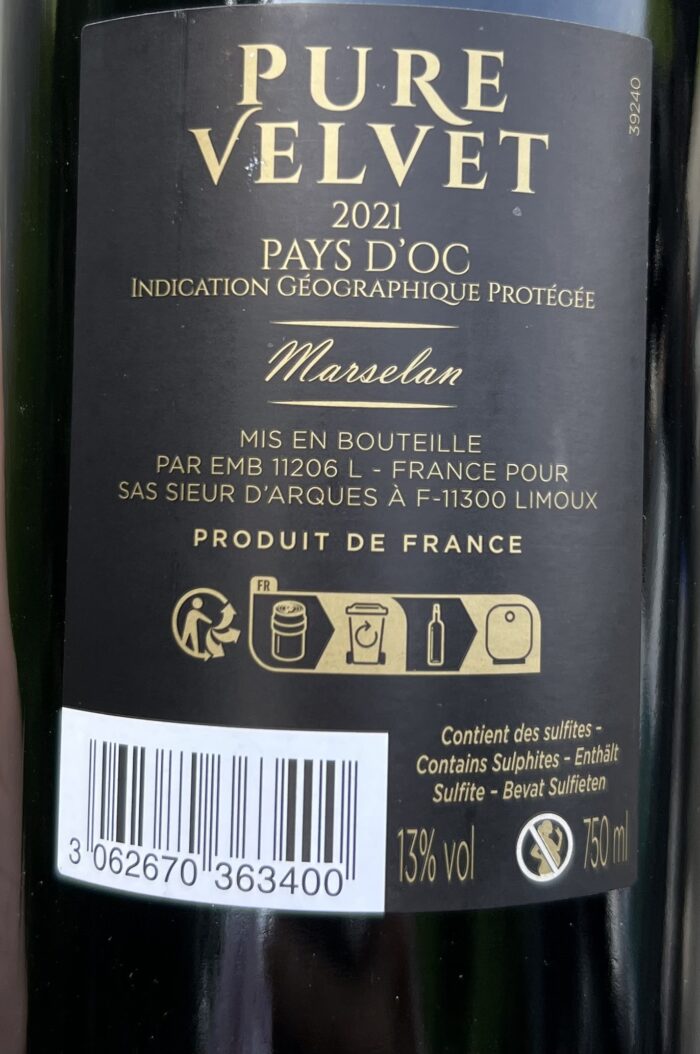 PURE
VELVET
39240
2021
PAYS D'OC
INDICATION GÉOGRAPHIQUE PROTÉGÉE
Marselan
MIS EN BOUTEILLE
PAR EMB 11206 L - FRANCE POUR
SAS SIEUR D'ARQUES À F-11300 LIMOUX
PRODUIT DE FRANCE
FR
Contient des sulfites -
Contains Sulphites - Enthält
Sulfite - Bevat Sulfieten
13% vol
750 ml
3 062670 363400